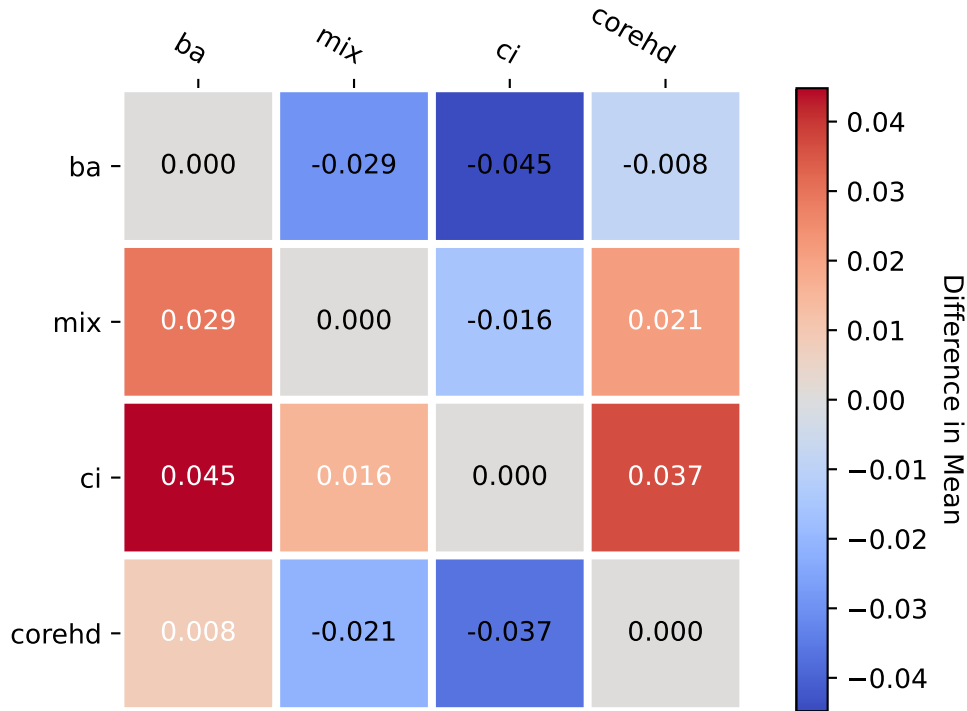 ba mix ci corehd
ba 0.000 -0.029 -0.045 -0.008
mix 0.029 0.000 -0.016 0.021
ci 0.045 0.016 0.000 0.037
corehd 0.008 -0.021 -0.037 0.000
0.04
0.03
0.02
0.01
0.00
−0.01
−0.02
−0.03
−0.04
Difference in Mean